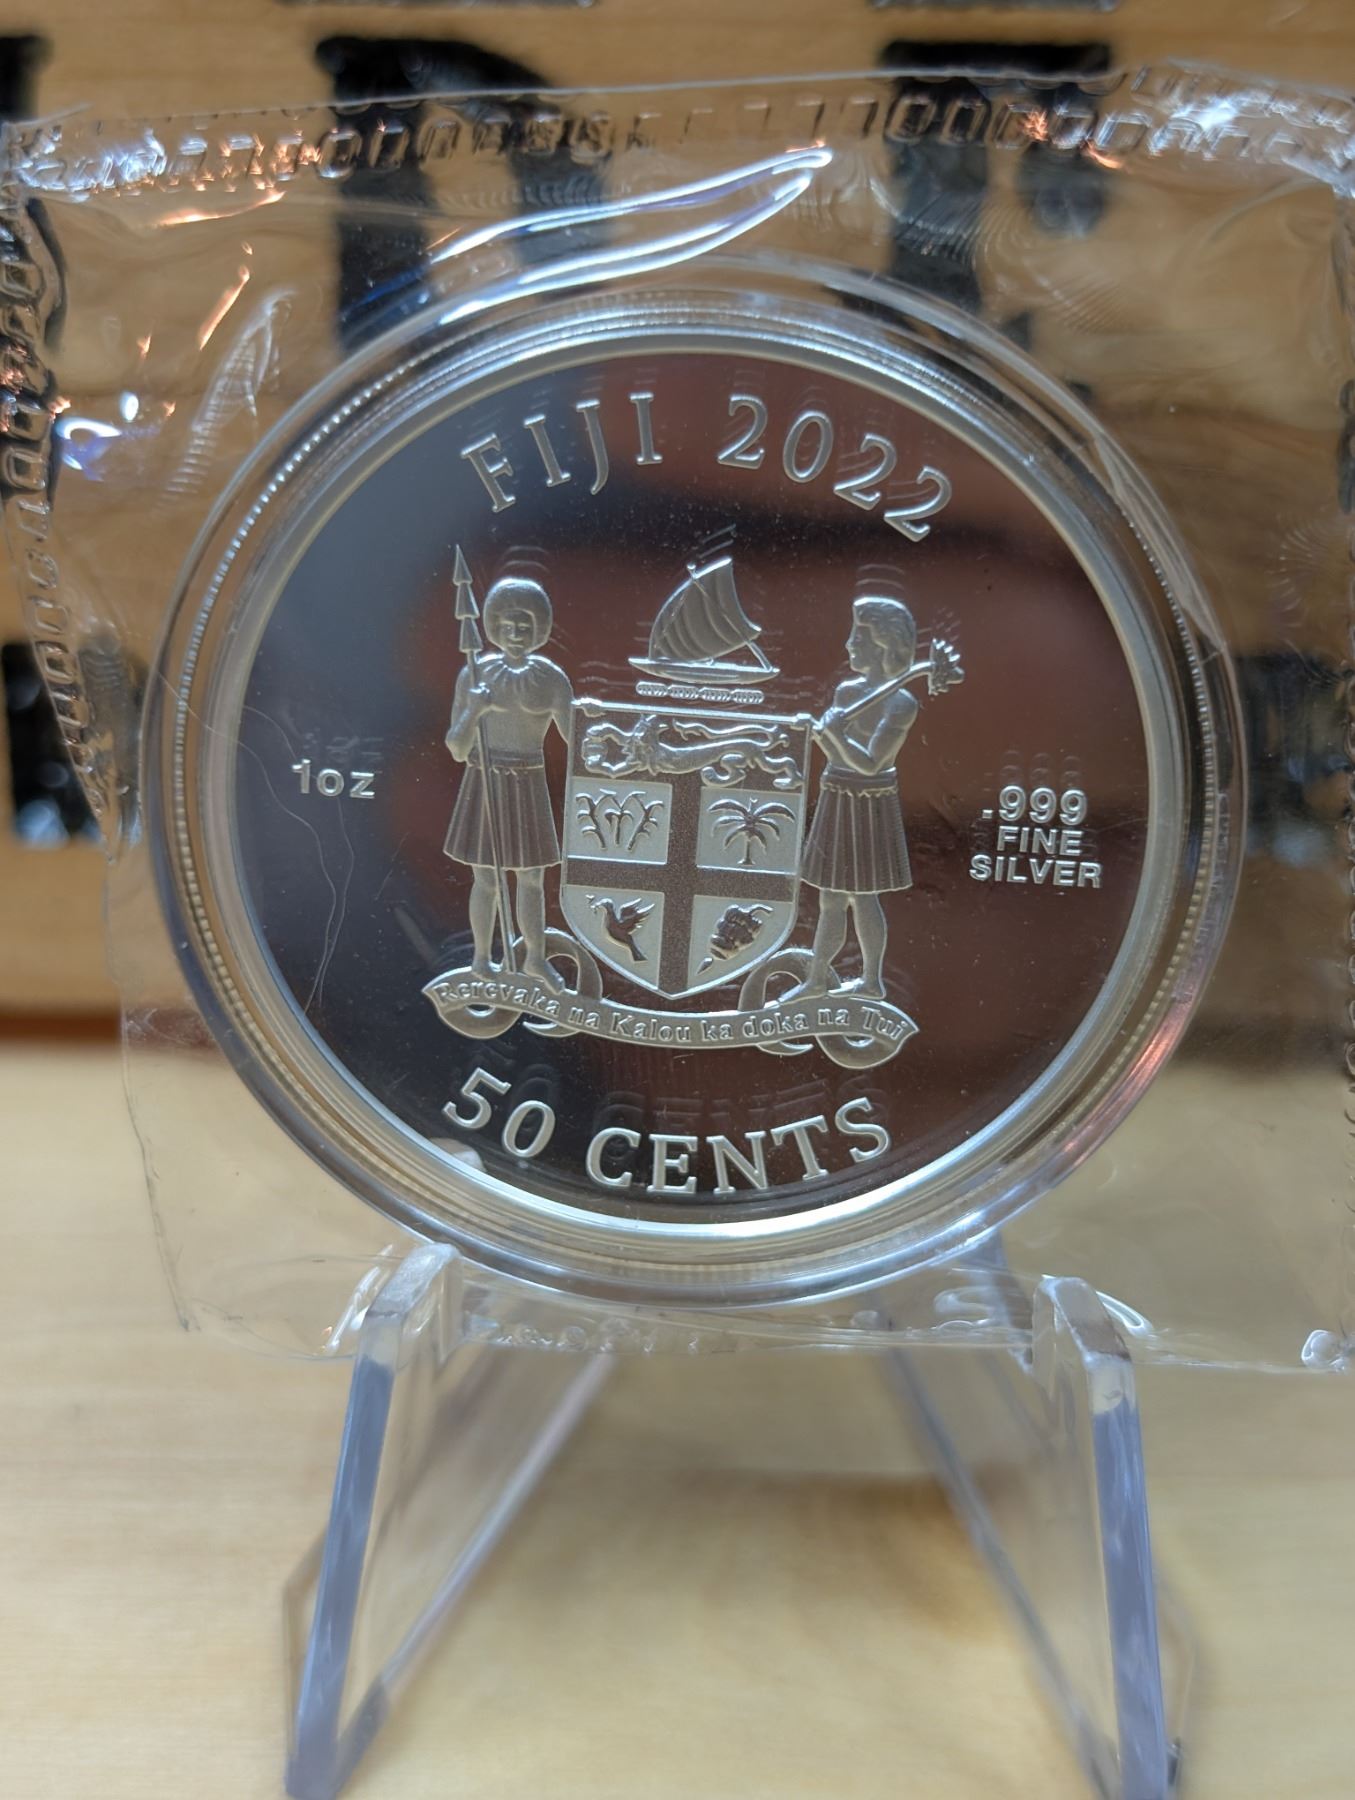 FIJI 2022
1oz
.999
FINE
SILVER
Rerevaka na Kalou ka doka na Tui
50 CENTS